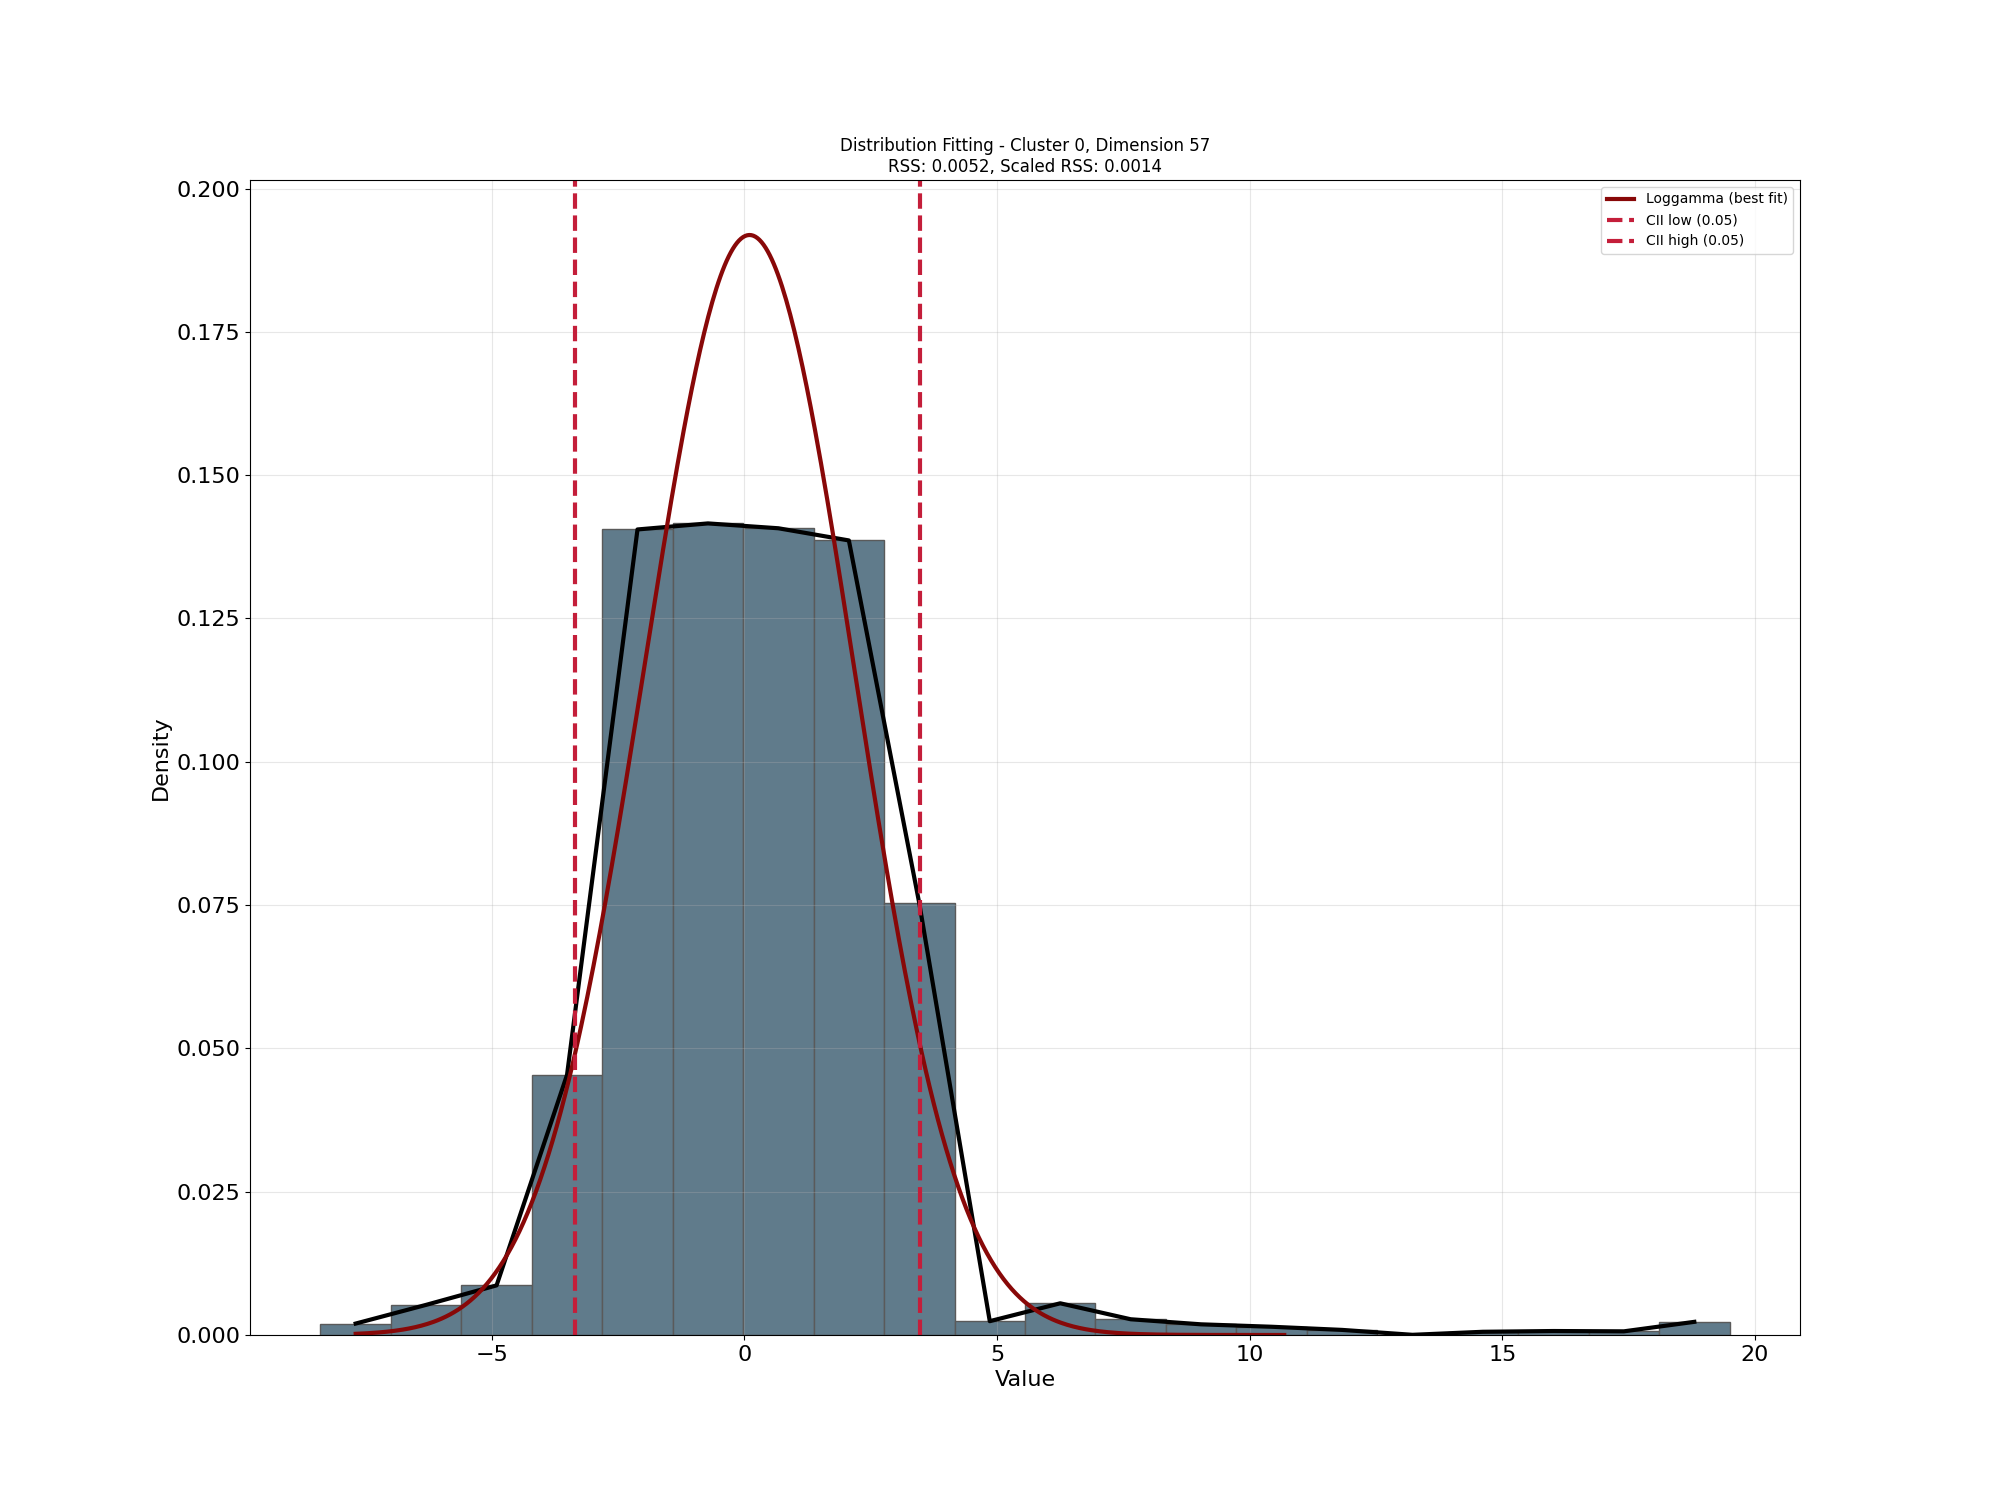 Distribution Fitting - Cluster 0, Dimension 57
RSS: 0.0052, Scaled RSS: 0.0014
Loggamma (best fit)
CII low (0.05)
CII high (0.05)
0.200
0.175
0.150
0.125
0.100
0.075
0.050
0.025
0.000
Density
−5 0 5 10 15 20
Value